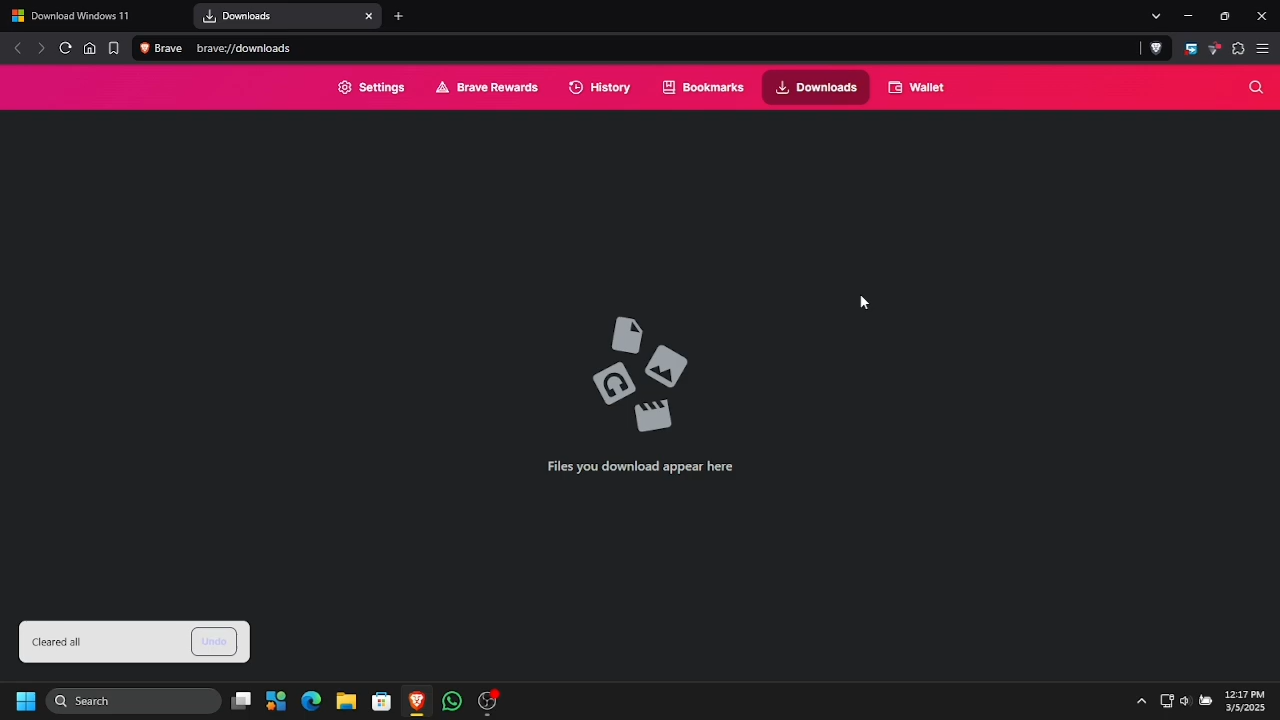 Download Windows 11
Downloads
Brave
brave://downloads
Settings
Brave Rewards
History
Bookmarks
Downloads
Wallet
Files you download appear here
Cleared all
Undo
Search
12:17 PM
3/5/2025